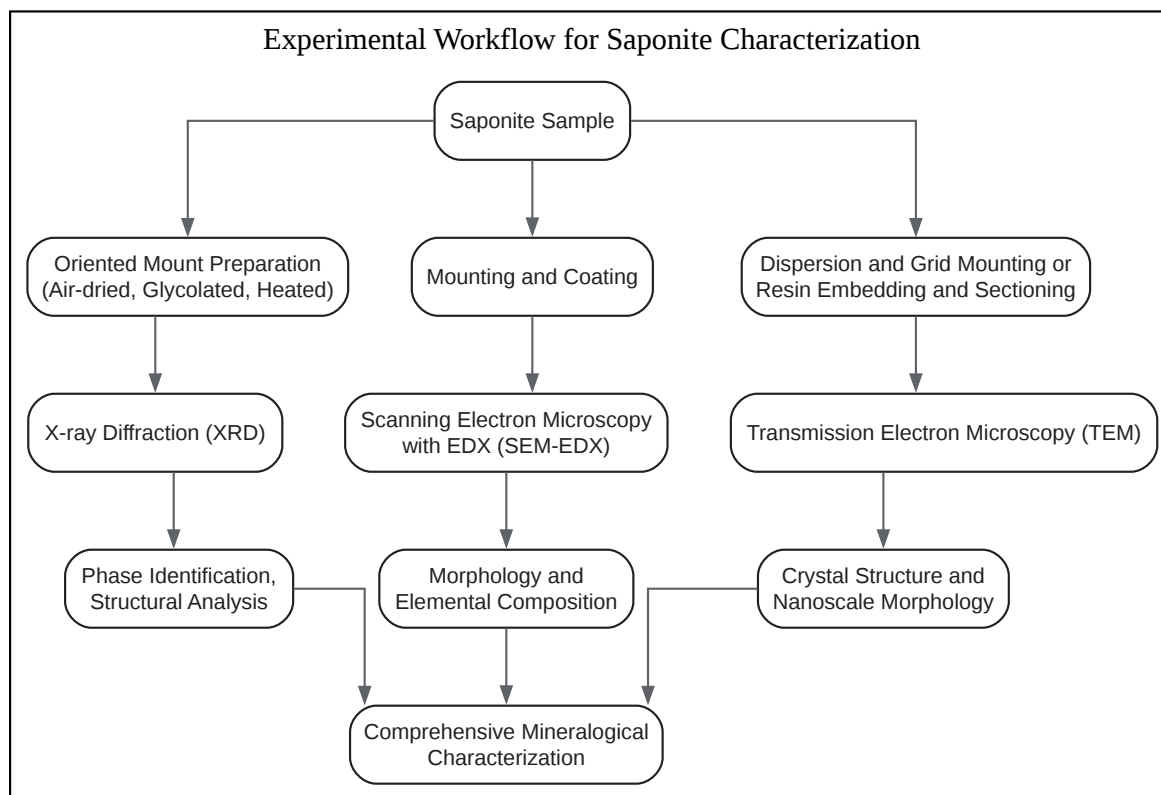 Experimental Workflow for Saponite Characterization
Saponite Sample
Oriented Mount Preparation
(Air-dried, Glycolated, Heated)
Mounting and Coating
Dispersion and Grid Mounting or
Resin Embedding and Sectioning
X-ray Diffraction (XRD)
Scanning Electron Microscopy
with EDX (SEM-EDX)
Transmission Electron Microscopy (TEM)
Phase Identification,
Structural Analysis
Morphology and
Elemental Composition
Crystal Structure and
Nanoscale Morphology
Comprehensive Mineralogical
Characterization